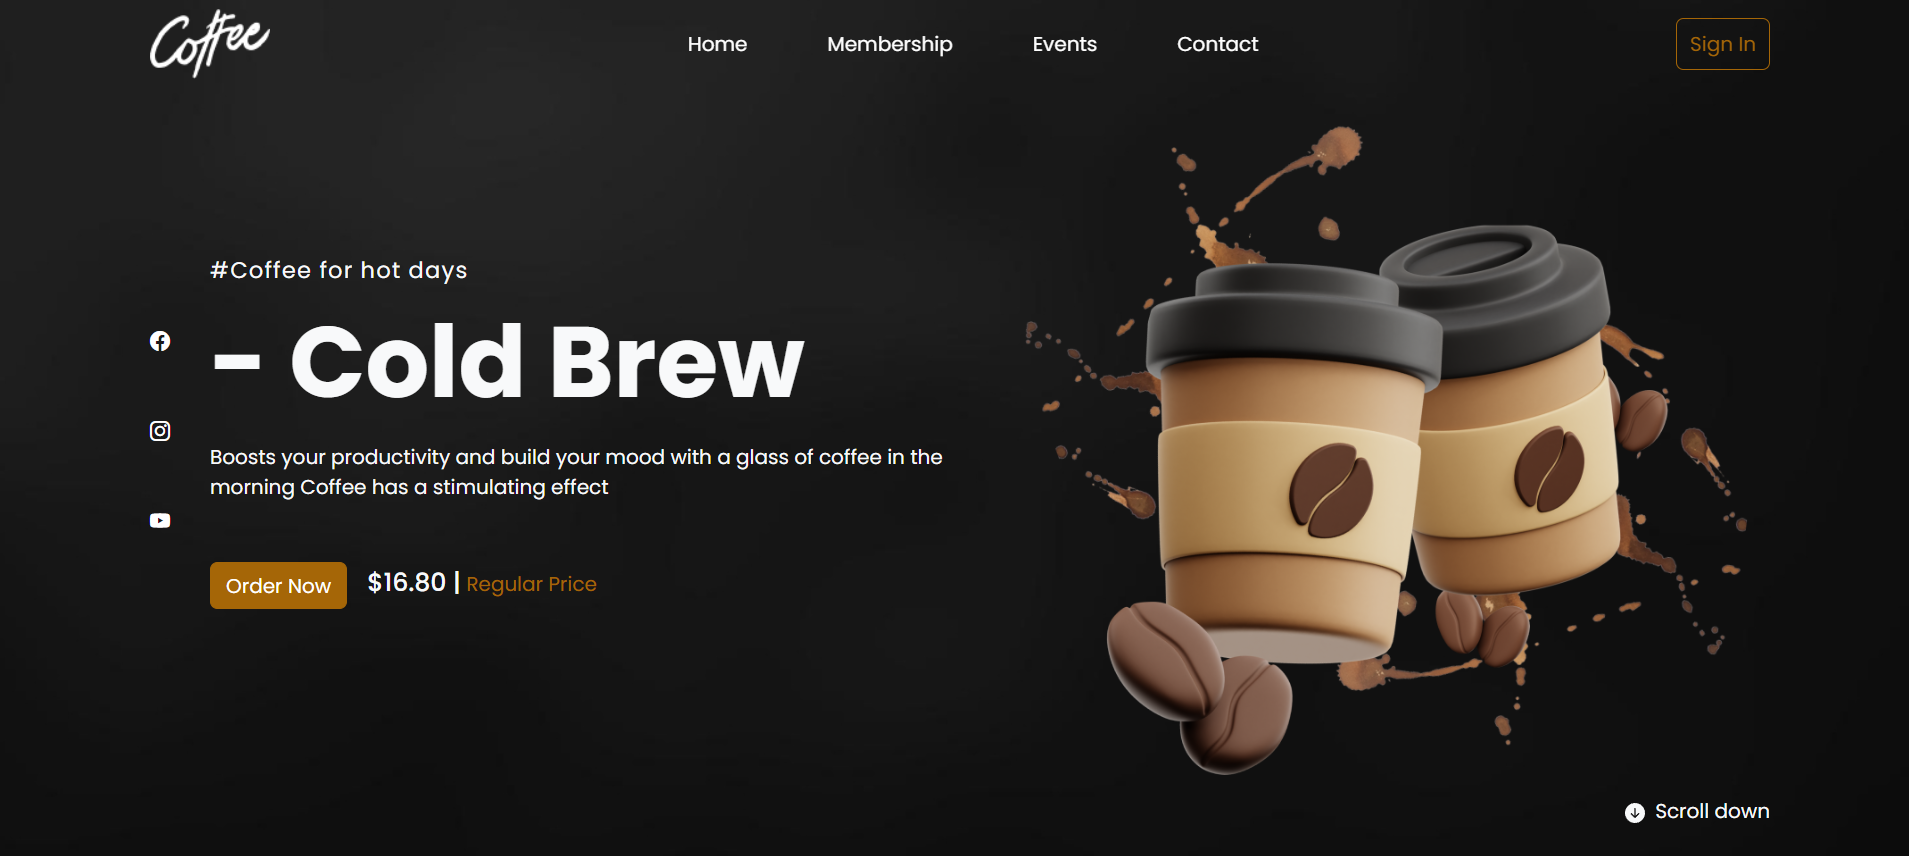 Coffee
Home
Membership
Events
Contact
Sign In
#Coffee for hot days
- Cold Brew
Boosts your productivity and build your mood with a glass of coffee in the
morning Coffee has a stimulating effect
Order Now
$16.80 | Regular Price
Scroll down